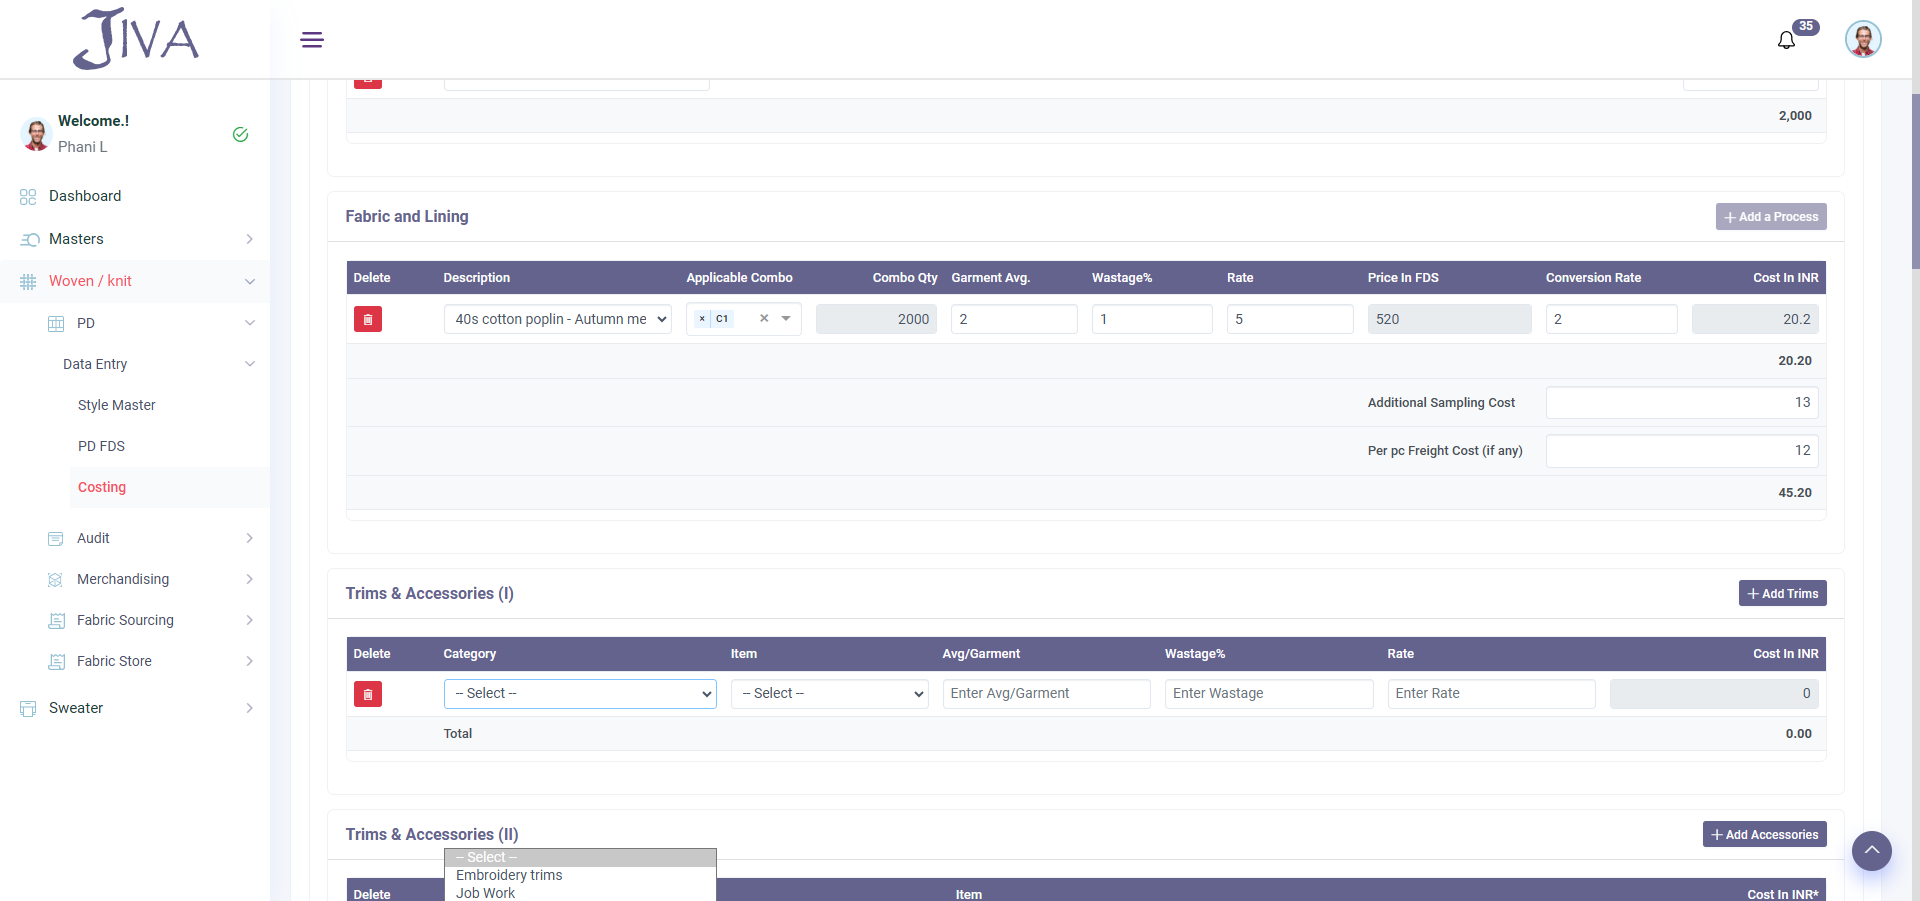 JIVA
35
Welcome.!
Phani L
Dashboard
Masters
Woven / knit
PD
Data Entry
Style Master
PD FDS
Costing
Audit
Merchandising
Fabric Sourcing
Fabric Store
Sweater
2,000
Fabric and Lining
Add a Process
Delete Description Applicable Combo Combo Qty Garment Avg. Wastage% Rate Price In FDS Conversion Rate Cost In INR
40s cotton poplin - Autumn me × C1 × 2000 2 1 5 520 2 20.2
20.20
Additional Sampling Cost 13
Per pc Freight Cost (if any) 12
45.20
Trims & Accessories (I)
Add Trims
Delete Category Item Avg/Garment Wastage% Rate Cost In INR
-- Select -- -- Select -- Enter Avg/Garment Enter Wastage Enter Rate 0
Total 0.00
Trims & Accessories (II)
Add Accessories
-- Select --
Embroidery trims
Job Work
Delete Item Cost In INR*